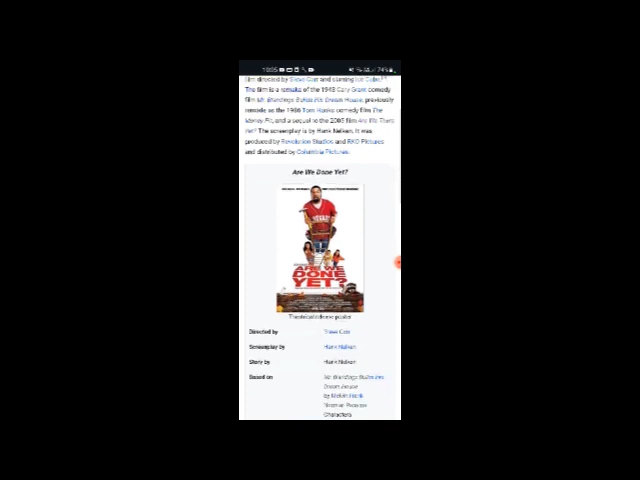 film directed by Steve Carr and starring Ice Cube.
The film is a remake of the 1948 Cary Grant comedy
film Mr. Blandings Builds His Dream House, previously
remade as the 1986 Tom Hanks comedy film The
Money Pit, and a sequel to the 2005 film Are We There
Yet? The screenplay is by Hank Nelken. It was
produced by Revolution Studios and RKO Pictures
and distributed by Columbia Pictures.
Are We Done Yet?
ARE WE
DONE
YET?
Theatrical release poster
Directed by Steve Carr
Screenplay by Hank Nelken
Story by Hank Nelken
Based on Mr. Blandings Builds His
Dream House
by
Characters